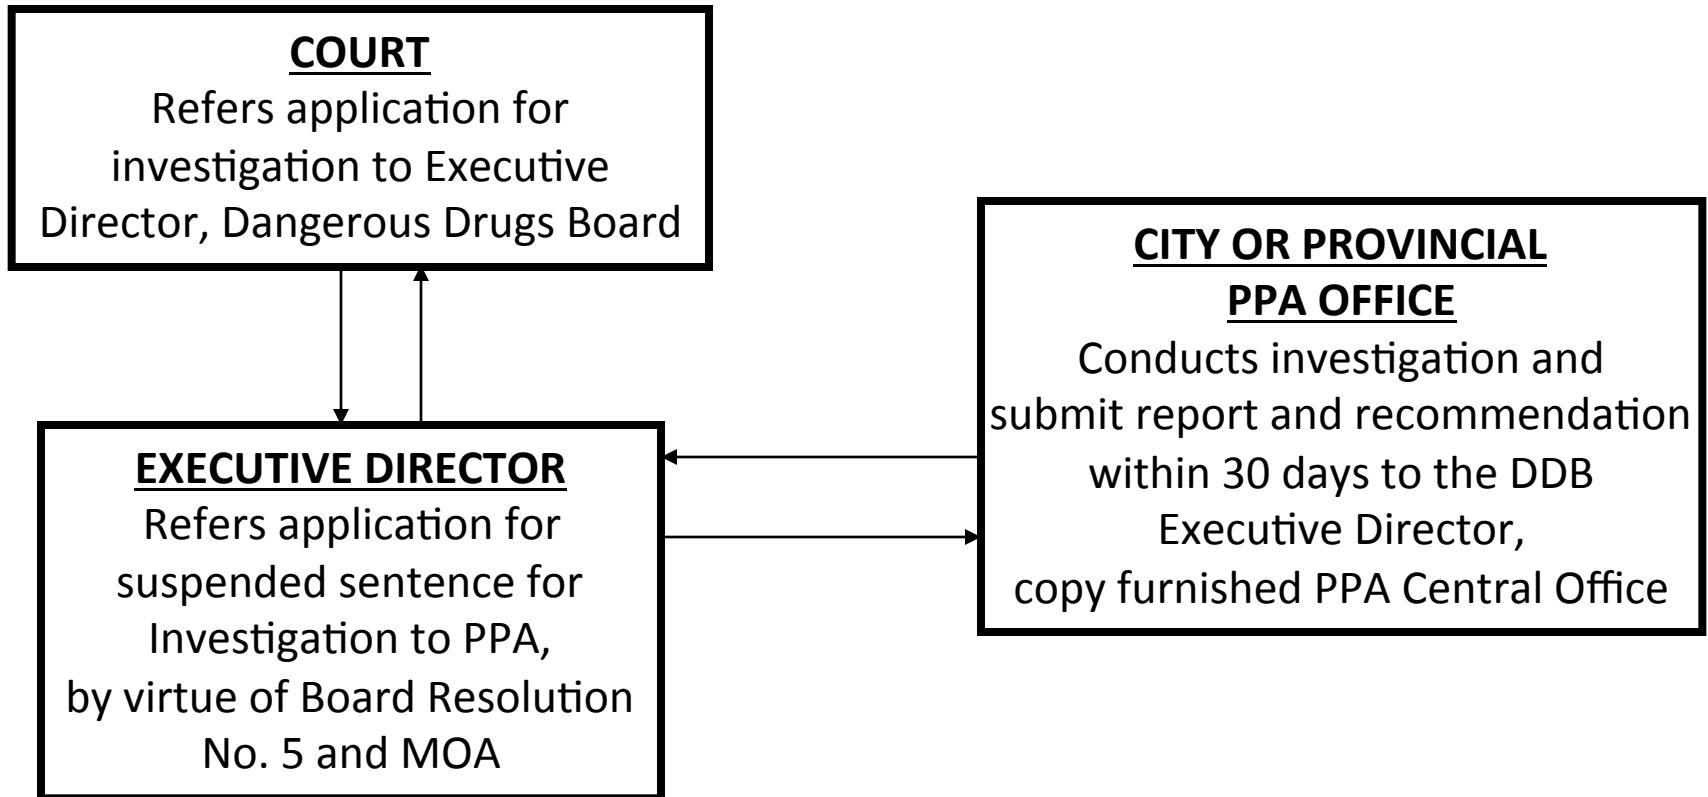 COURT
Refers application for
investigation to Executive
Director, Dangerous Drugs Board
CITY OR PROVINCIAL
PPA OFFICE
Conducts investigation and
submit report and recommendation
within 30 days to the DDB
Executive Director,
copy furnished PPA Central Office
EXECUTIVE DIRECTOR
Refers application for
suspended sentence for
Investigation to PPA,
by virtue of Board Resolution
No. 5 and MOA